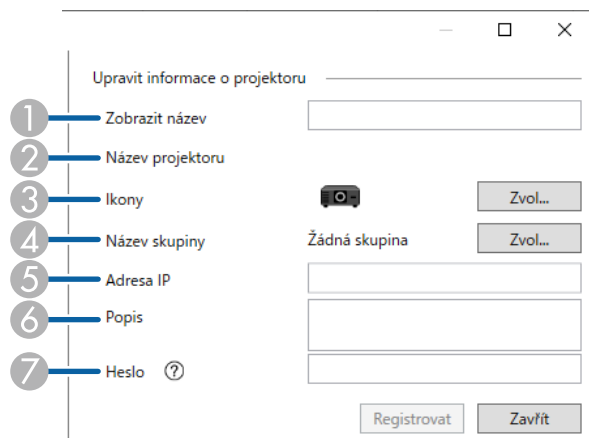 Upravit informace o projektoru
1 Zobrazit název
2 Název projektoru
3 Ikony Zvol...
4 Název skupiny Žádná skupina Zvol...
5 Adresa IP
6 Popis
7 Heslo ?
Registrovat Zavřít